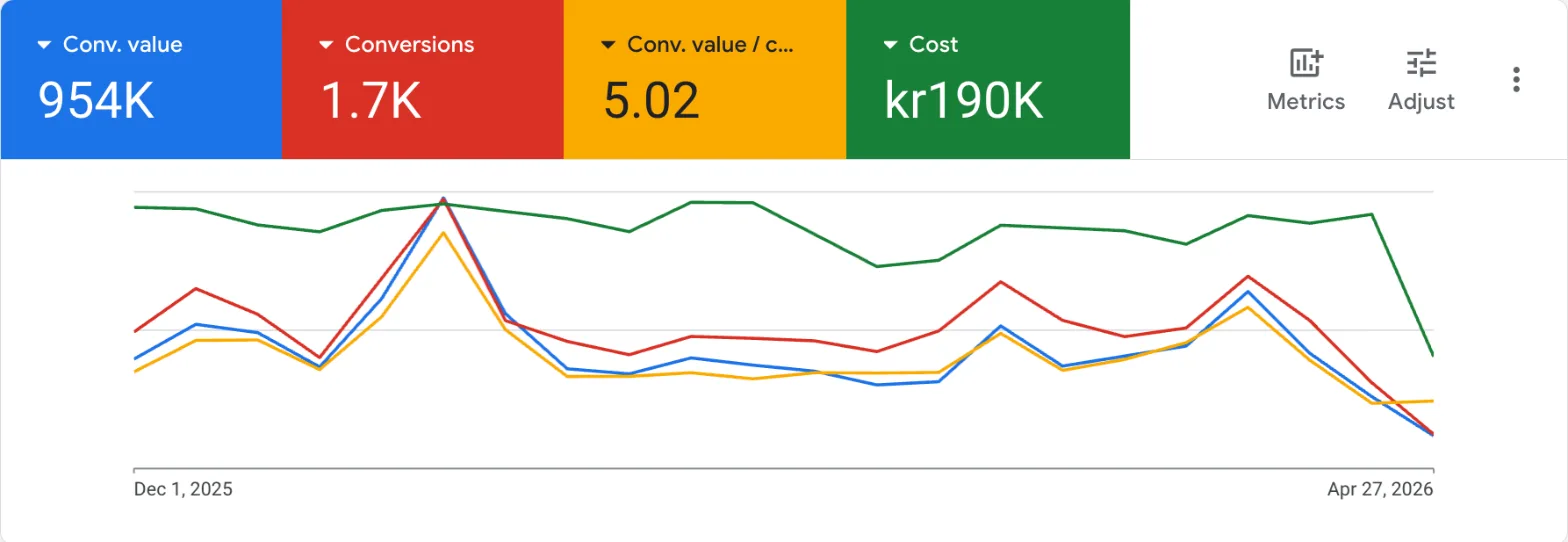 Conv. value
954K
Conversions
1.7K
Conv. value / c...
5.02
Cost
kr190K
Metrics
Adjust
Dec 1, 2025
Apr 27, 2026